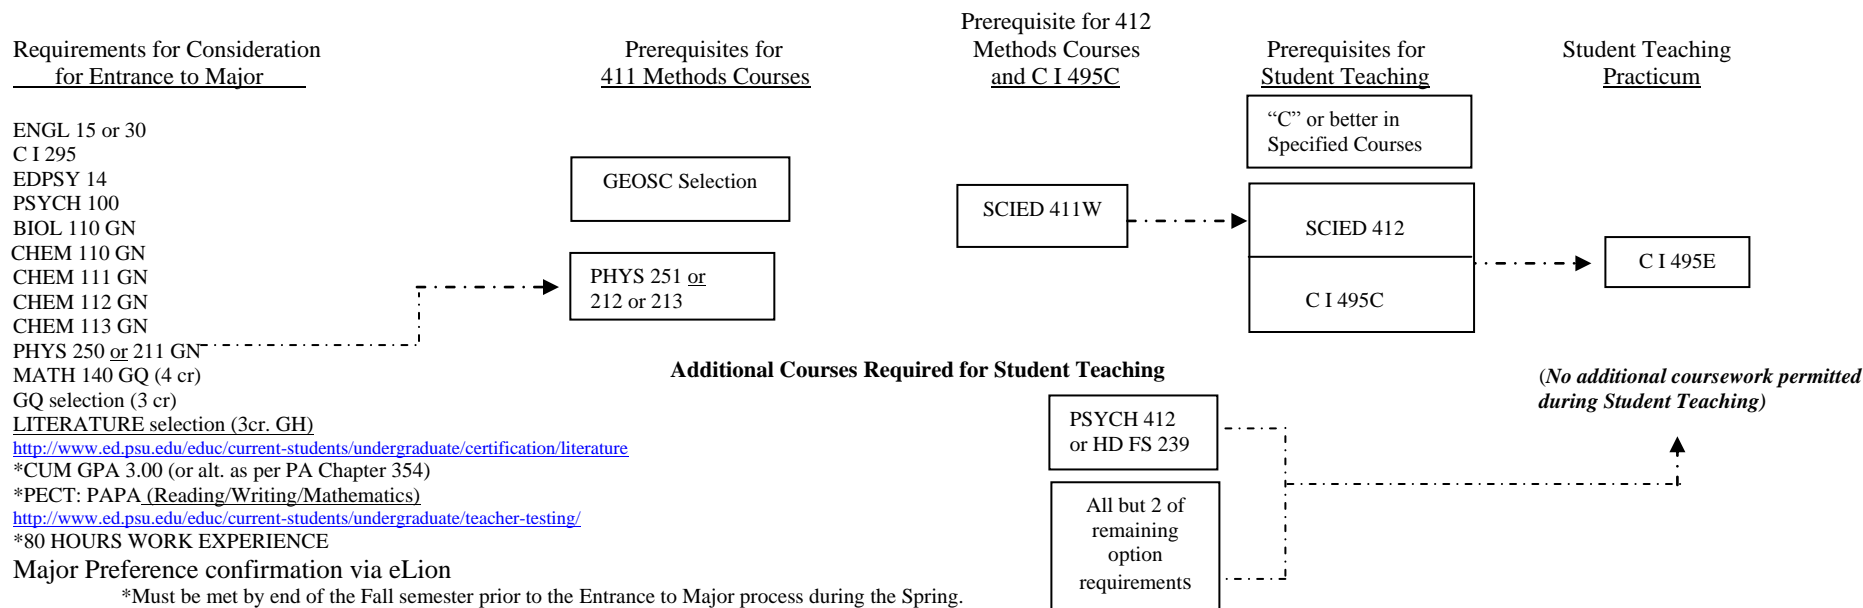 Requirements for Consideration
for Entrance to Major
ENGL 15 or 30
C I 295
EDPSY 14
PSYCH 100
BIOL 110 GN
CHEM 110 GN
CHEM 111 GN
CHEM 112 GN
CHEM 113 GN
PHYS 250 or 211 GN
MATH 140 GQ (4 cr)
GQ selection (3 cr)
LITERATURE selection (3cr. GH)
http://www.ed.psu.edu/educ/current-students/undergraduate/certification/literature
*CUM GPA 3.00 (or alt. as per PA Chapter 354)
*PECT: PAPA (Reading/Writing/Mathematics)
http://www.ed.psu.edu/educ/current-students/undergraduate/teacher-testing/
*80 HOURS WORK EXPERIENCE
Major Preference confirmation via eLion
*Must be met by end of the Fall semester prior to the Entrance to Major process during the Spring.
Prerequisites for
411 Methods Courses
GEOSC Selection
PHYS 251 or
212 or 213
Prerequisite for 412
Methods Courses
and C I 495C
SCIED 411W
Prerequisites for
Student Teaching
“C” or better in
Specified Courses
SCIED 412
C I 495C
Student Teaching
Practicum
C I 495E
Additional Courses Required for Student Teaching
PSYCH 412
or HD FS 239
All but 2 of
remaining
option
requirements
(No additional coursework permitted
during Student Teaching)